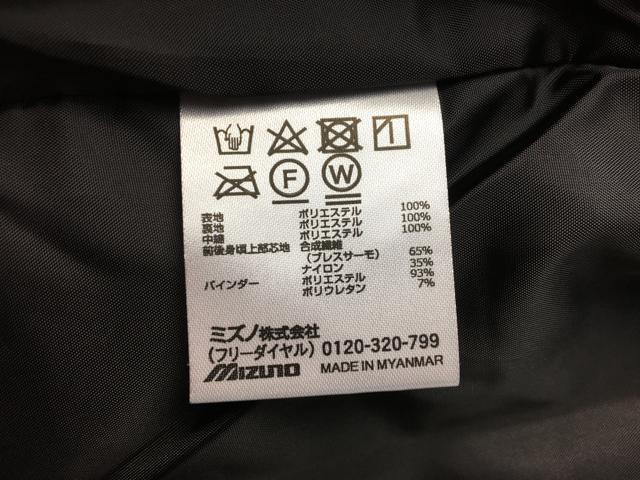 F
W
表地 ポリエステル 100%
裏地 ポリエステル 100%
中綿 ポリエステル 100%
前後身頃上部芯地 合成繊維
(ブレスサーモ) 65%
ナイロン 35%
バインダー ポリエステル 93%
ポリウレタン 7%
ミズノ株式会社
(フリーダイヤル) 0120-320-799
MIZUNO MADE IN MYANMAR